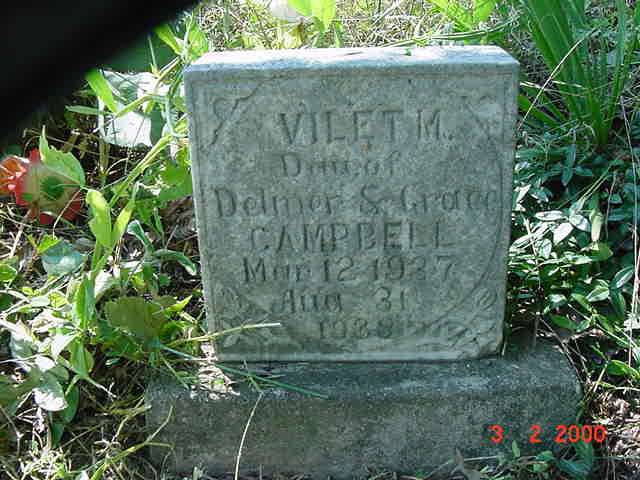 VILET M.
Dau of
Delmer & Grace
CAMPBELL
Mar 12 1937
Aug 31
1938
3 2 2000